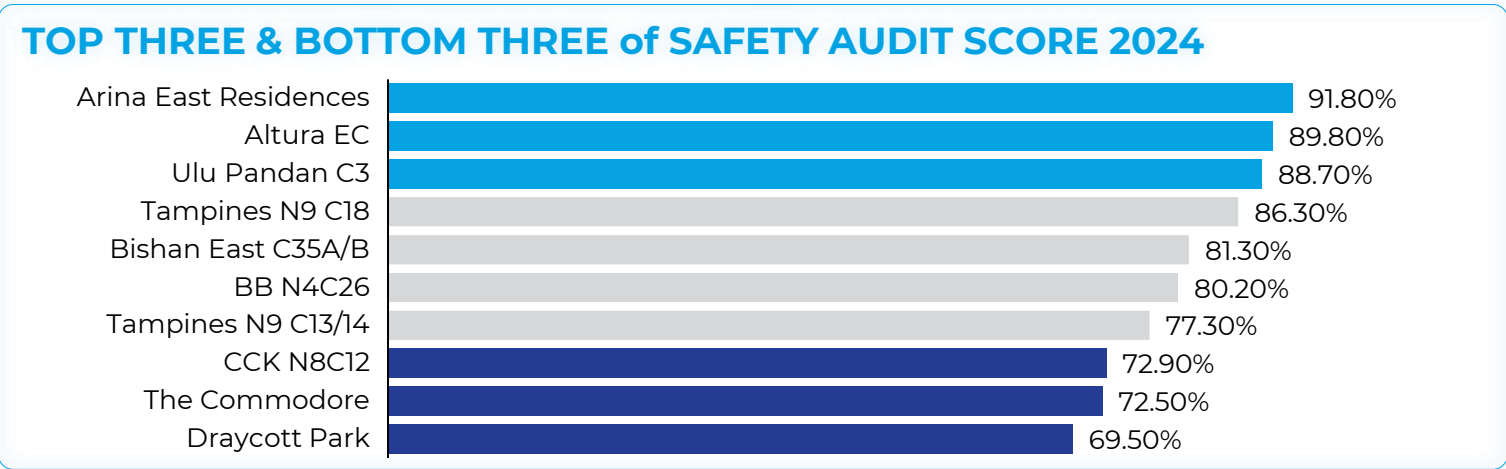 TOP THREE & BOTTOM THREE of SAFETY AUDIT SCORE 2024
Arina East Residences 91.80%
Altura EC 89.80%
Ulu Pandan C3 88.70%
Tampines N9 C18 86.30%
Bishan East C35A/B 81.30%
BB N4C26 80.20%
Tampines N9 C13/14 77.30%
CCK N8C12 72.90%
The Commodore 72.50%
Draycott Park 69.50%